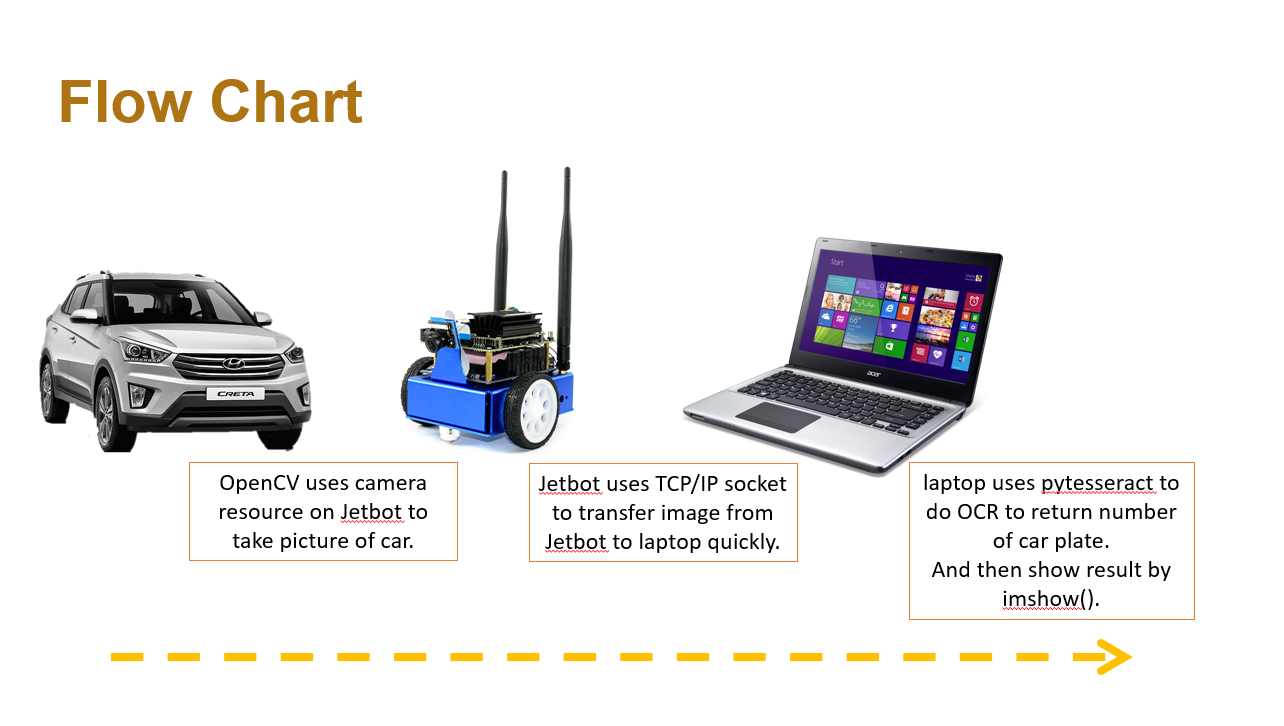 Flow Chart
Start
68°
CRETA
acer
OpenCV uses camera
resource on Jetbot to
take picture of car.
Jetbot uses TCP/IP socket
to transfer image from
Jetbot to laptop quickly.
laptop uses pytesseract to
do OCR to return number
of car plate.
And then show result by
imshow().